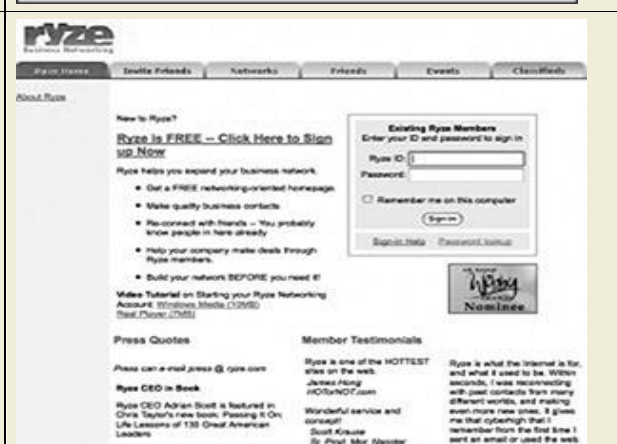 ryze
Business Networking
Ryze Home
Invite Friends
Networks
Friends
Events
Classifieds
About Ryze
New to Ryze?
Ryze is FREE -- Click Here to Sign
up Now
Ryze helps you expand your business network.
Get a FREE networking-oriented homepage.
Make quality business contacts
Re-connect with friends -- You probably
know people in here already
Help your company make deals through
Ryze members.
Build your network BEFORE you need it!
Video Tutorial on Starting your Ryze Networking
Account: Windows Media (10MB)
Real Player (7MB)
Existing Ryze Members
Enter your ID and password to sign in
Ryze ID:
Password:
Remember me on this computer
Sign-in
Sign-in Help
Password lookup
Webby
Nominee
Press Quotes
Press can e-mail press @ ryze.com
Ryze CEO in Book
Ryze CEO Adrian Scott is featured in
Chris Taylor's new book: Passing It On:
Life Lessons of 130 Great American
Leaders
Member Testimonials
Ryze is one of the HOTTEST
sites on the web.
James Hong
HOTorNOT.com
Wonderful service and
concept!
Scott Krause
Sr. Prod. Mgr. Napster
Ryze is what the Internet is for,
and what it used to be. Within
seconds, I was reconnecting
with past contacts from many
different worlds, and making
even more new ones. It gives
me that cyberhigh that I
remember from the first time I
sent an email or used the web.